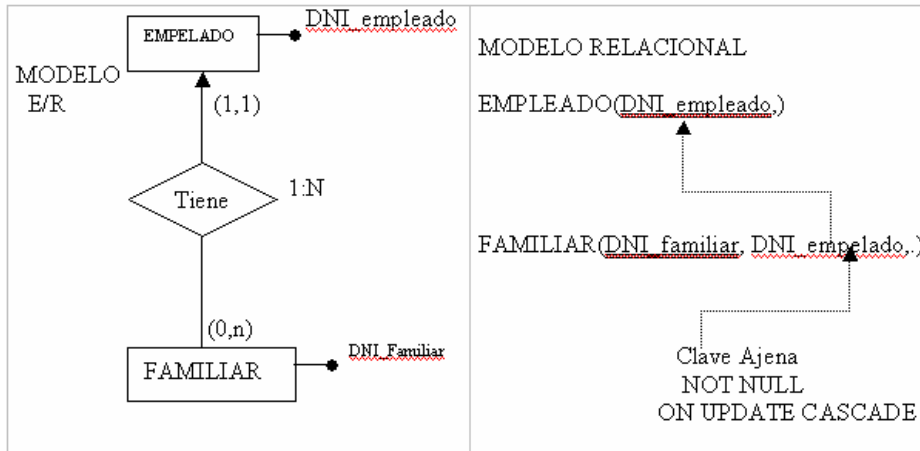 DNI_empleado
EMPELADO
MODELO
E/R
(1,1)
Tiene
1:N
(0,n)
DNI_Familiar
FAMILIAR
MODELO RELACIONAL
EMPLEADO(DNI_empleado,)
FAMILIAR(DNI_familiar, DNI_empelado,.)
Clave Ajena
NOT NULL
ON UPDATE CASCADE